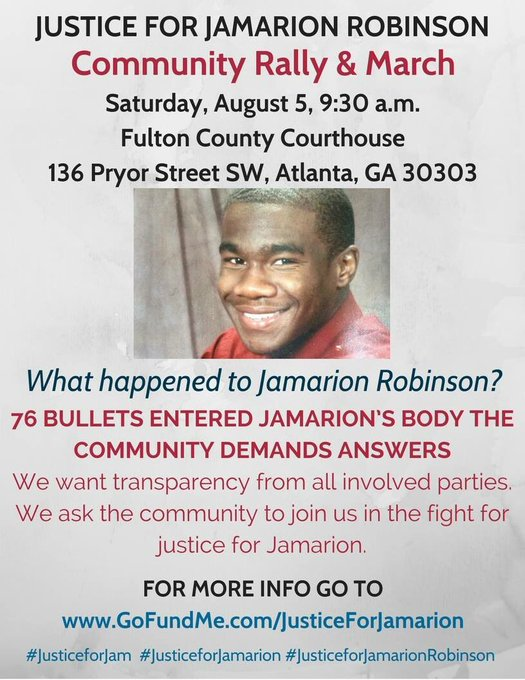 JUSTICE FOR JAMARION ROBINSON
Community Rally & March
Saturday, August 5, 9:30 a.m.
Fulton County Courthouse
136 Pryor Street SW, Atlanta, GA 30303
What happened to Jamarion Robinson?
76 BULLETS ENTERED JAMARION'S BODY THE
COMMUNITY DEMANDS ANSWERS
We want transparency from all involved parties.
We ask the community to join us in the fight for
justice for Jamarion.
FOR MORE INFO GO TO
www.GoFundMe.com/JusticeForJamarion
#JusticeforJam #JusticeforJamarion #JusticeforJamarionRobinson